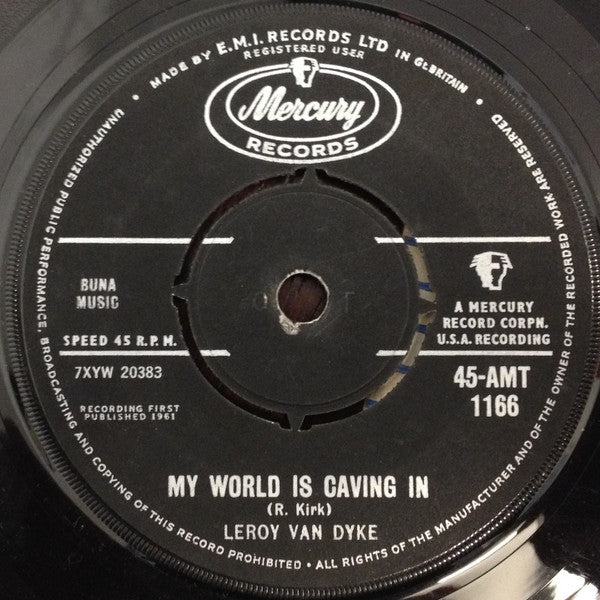 MADE BY E.M.I. RECORDS LTD IN GT.BRITAIN •
REGISTERED USER
Mercury
RECORDS
BUNA
MUSIC
SPEED 45 R.P.M.
7XYW 20383
RECORDING FIRST
PUBLISHED 1961
A MERCURY
RECORD CORPN.
U.S.A. RECORDING
45-AMT
1166
MY WORLD IS CAVING IN
(R. Kirk)
LEROY VAN DYKE
• ALL RIGHTS OF THE MANUFACTURER AND OF THE OWNER OF THE RECORDED WORK ARE RESERVED •
UNAUTHORIZED PUBLIC PERFORMANCE, BROADCASTING AND COPYING OF THIS RECORD PROHIBITED